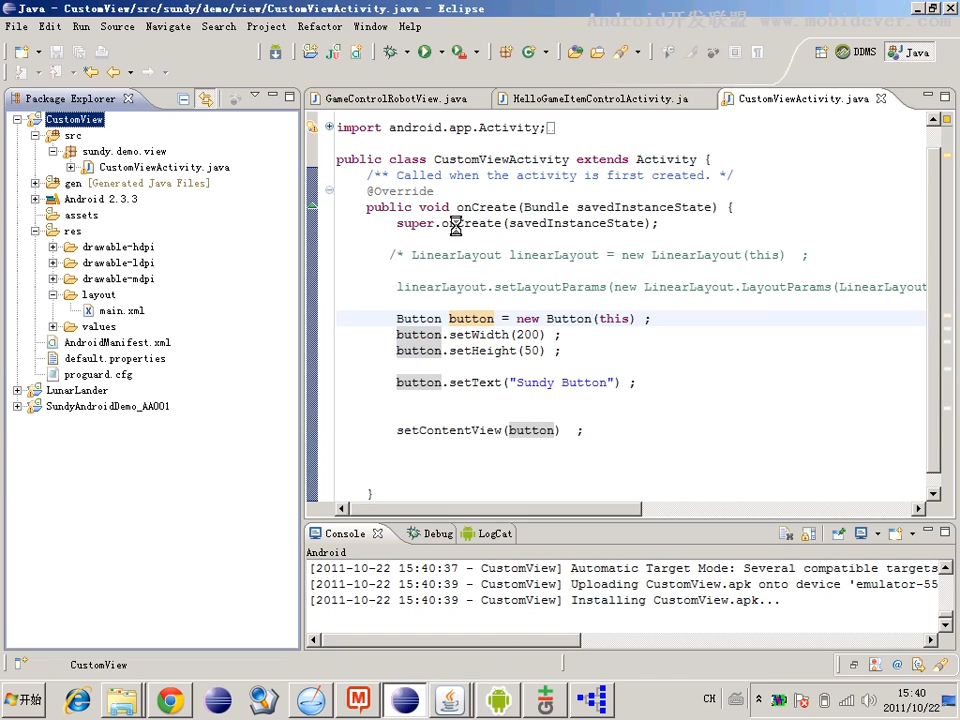 Java - CustomView/src/sundy/demo/view/CustomViewActivity.java - Eclipse
Android开发联盟 www.mobidever.com
File Edit Run Source Navigate Search Project Refactor Window Help
DDMS Java
Package Explorer
GameControlRobotView.java HelloGameItemControlActivity.ja CustomViewActivity.java
CustomView
src
sundy.demo.view
CustomViewActivity.java
gen [Generated Java Files]
Android 2.3.3
assets
res
drawable-hdpi
drawable-ldpi
drawable-mdpi
layout
main.xml
values
AndroidManifest.xml
default.properties
proguard.cfg
LunarLander
SundyAndroidDemo_AA001
import android.app.Activity;
public class CustomViewActivity extends Activity {
/** Called when the activity is first created. */
@Override
public void onCreate(Bundle savedInstanceState) {
super.onCreate(savedInstanceState);
/* LinearLayout linearLayout = new LinearLayout(this) ;
linearLayout.setLayoutParams(new LinearLayout.LayoutParams(LinearLayout
Button button = new Button(this) ;
button.setWidth(200) ;
button.setHeight(50) ;
button.setText("Sundy Button") ;
setContentView(button) ;
}
Console Debug LogCat
Android
[2011-10-22 15:40:37 - CustomView] Automatic Target Mode: Several compatible targets
[2011-10-22 15:40:39 - CustomView] Uploading CustomView.apk onto device 'emulator-55
[2011-10-22 15:40:39 - CustomView] Installing CustomView.apk...
CustomView
开始
CH
15:40
2011/10/22